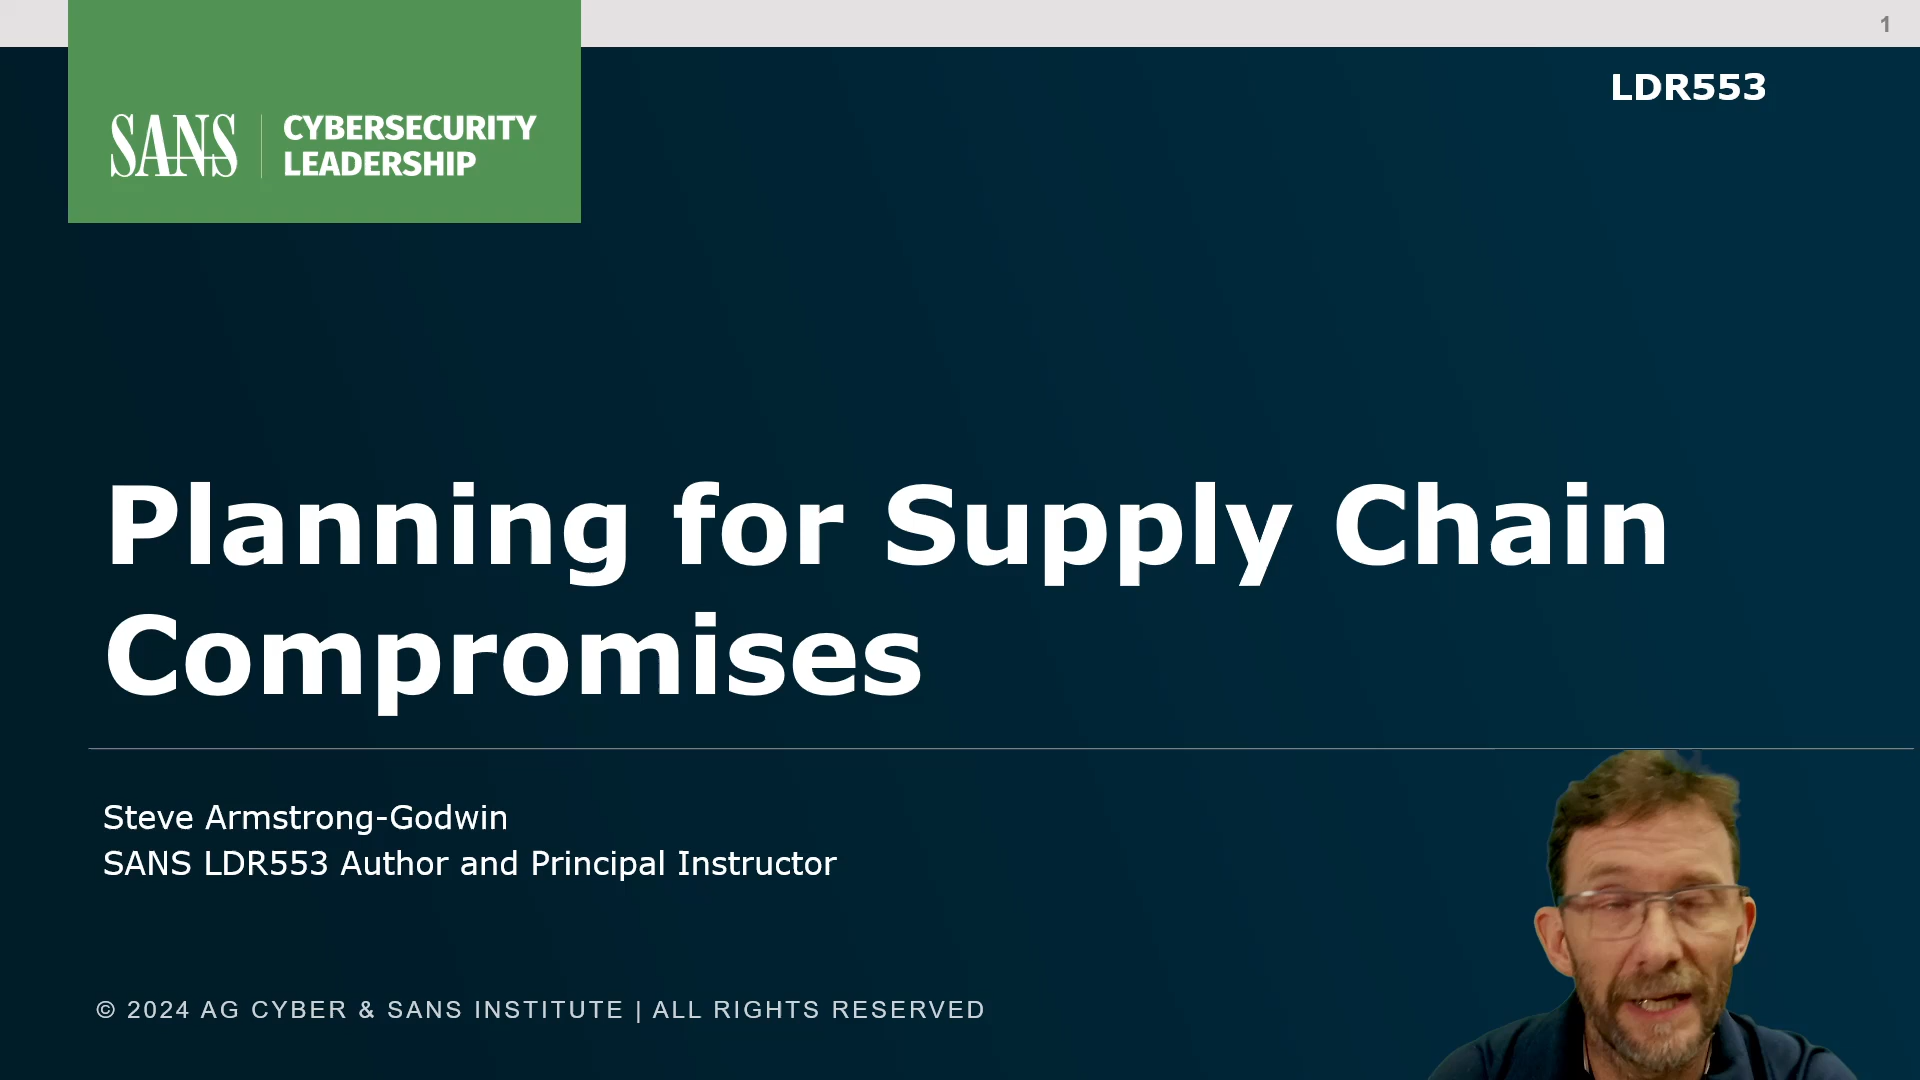 1
LDR553
SANS
CYBERSECURITY
LEADERSHIP
Planning for Supply Chain
Compromises
Steve Armstrong-Godwin
SANS LDR553 Author and Principal Instructor
© 2024 AG CYBER & SANS INSTITUTE | ALL RIGHTS RESERVED